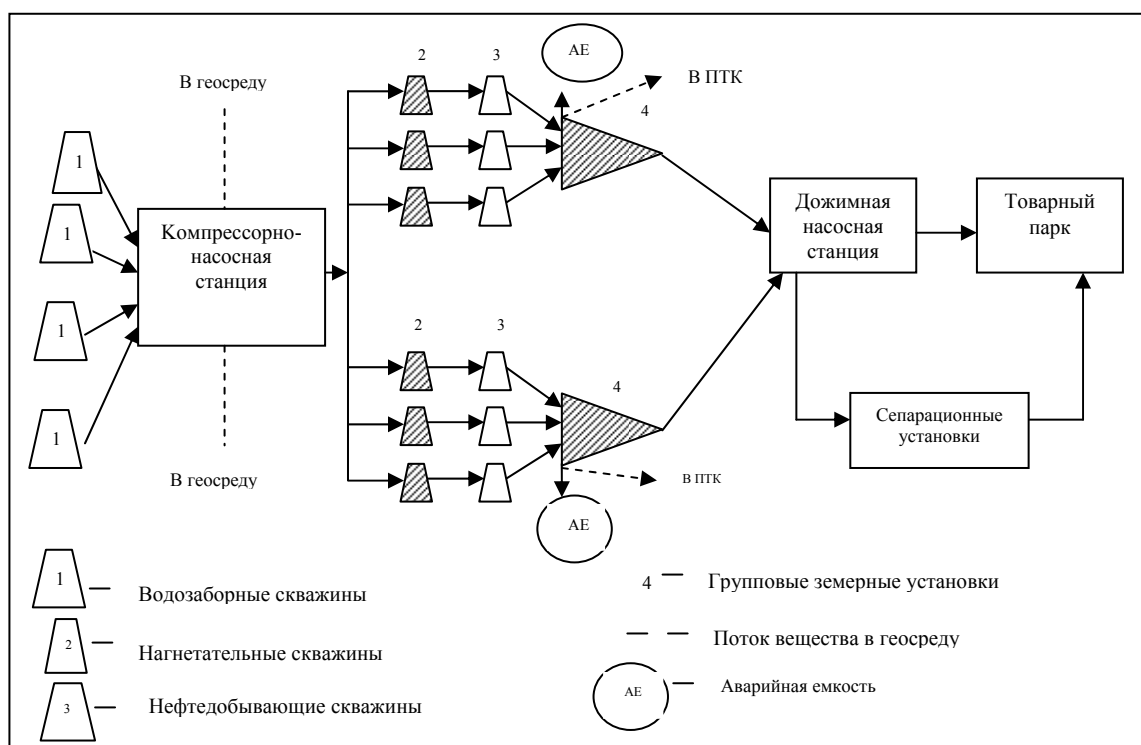 2
3
АЕ
В геосреду
В ПТК
4
1
1
1
1
Компрессорно-
насосная
станция
Дожимная
насосная
станция
Товарный
парк
2
3
4
Сепарационные
установки
В геосреду
В ПТК
АЕ
1 — Водозаборные скважины
2 — Нагнетательные скважины
3 — Нефтедобывающие скважины
4 — Групповые земерные установки
— — Поток вещества в геосреду
АЕ — Аварийная емкость